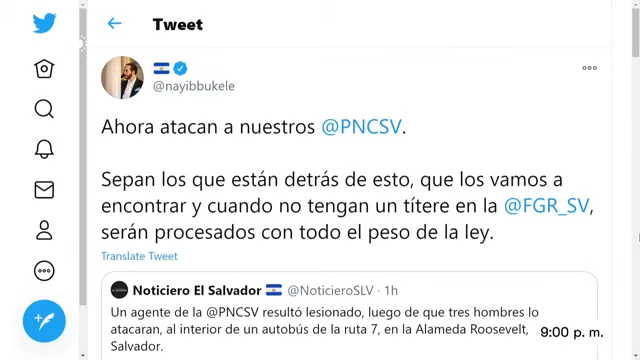 Tweet
@nayibbukele
Ahora atacan a nuestros @PNCSV.
Sepan los que están detrás de esto, que los vamos a
encontrar y cuando no tengan un títere en la @FGR_SV,
serán procesados con todo el peso de la ley.
Translate Tweet
Noticiero El Salvador @NoticieroSLV · 1h
Un agente de la @PNCSV resultó lesionado, luego de que tres hombres lo
atacaran, al interior de un autobús de la ruta 7, en la Alameda Roosevelt,
Salvador.
9:00 p. m.